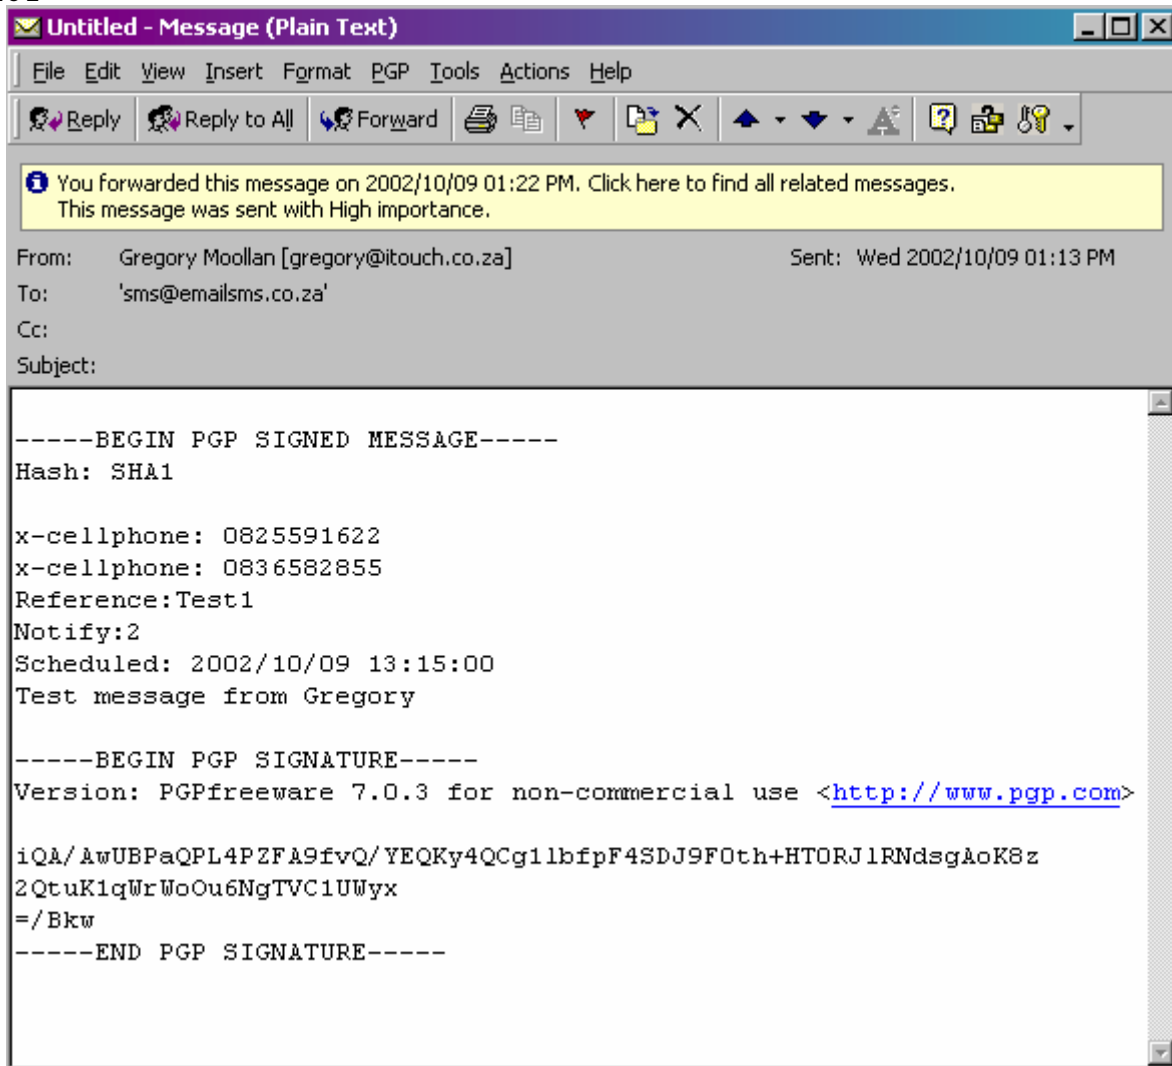 Untitled - Message (Plain Text)
File Edit View Insert Format PGP Tools Actions Help
Reply Reply to All Forward
You forwarded this message on 2002/10/09 01:22 PM. Click here to find all related messages.
This message was sent with High importance.
From: Gregory Moollan [gregory@itouch.co.za] Sent: Wed 2002/10/09 01:13 PM
To: 'sms@emailsms.co.za'
Cc:
Subject:
-----BEGIN PGP SIGNED MESSAGE-----
Hash: SHA1
x-cellphone: 0825591622
x-cellphone: 0836582855
Reference:Test1
Notify:2
Scheduled: 2002/10/09 13:15:00
Test message from Gregory
-----BEGIN PGP SIGNATURE-----
Version: PGPfreeware 7.0.3 for non-commercial use <http://www.pgp.com>
iQA/AwUBPaQPL4PZFA9fvQ/YEQKy4QCg1lbfpF4SDJ9F0th+HT0RJlRNdsgAoK8z
2QtuK1qWrWoOu6NgTVC1UWyx
=/Bkw
-----END PGP SIGNATURE-----